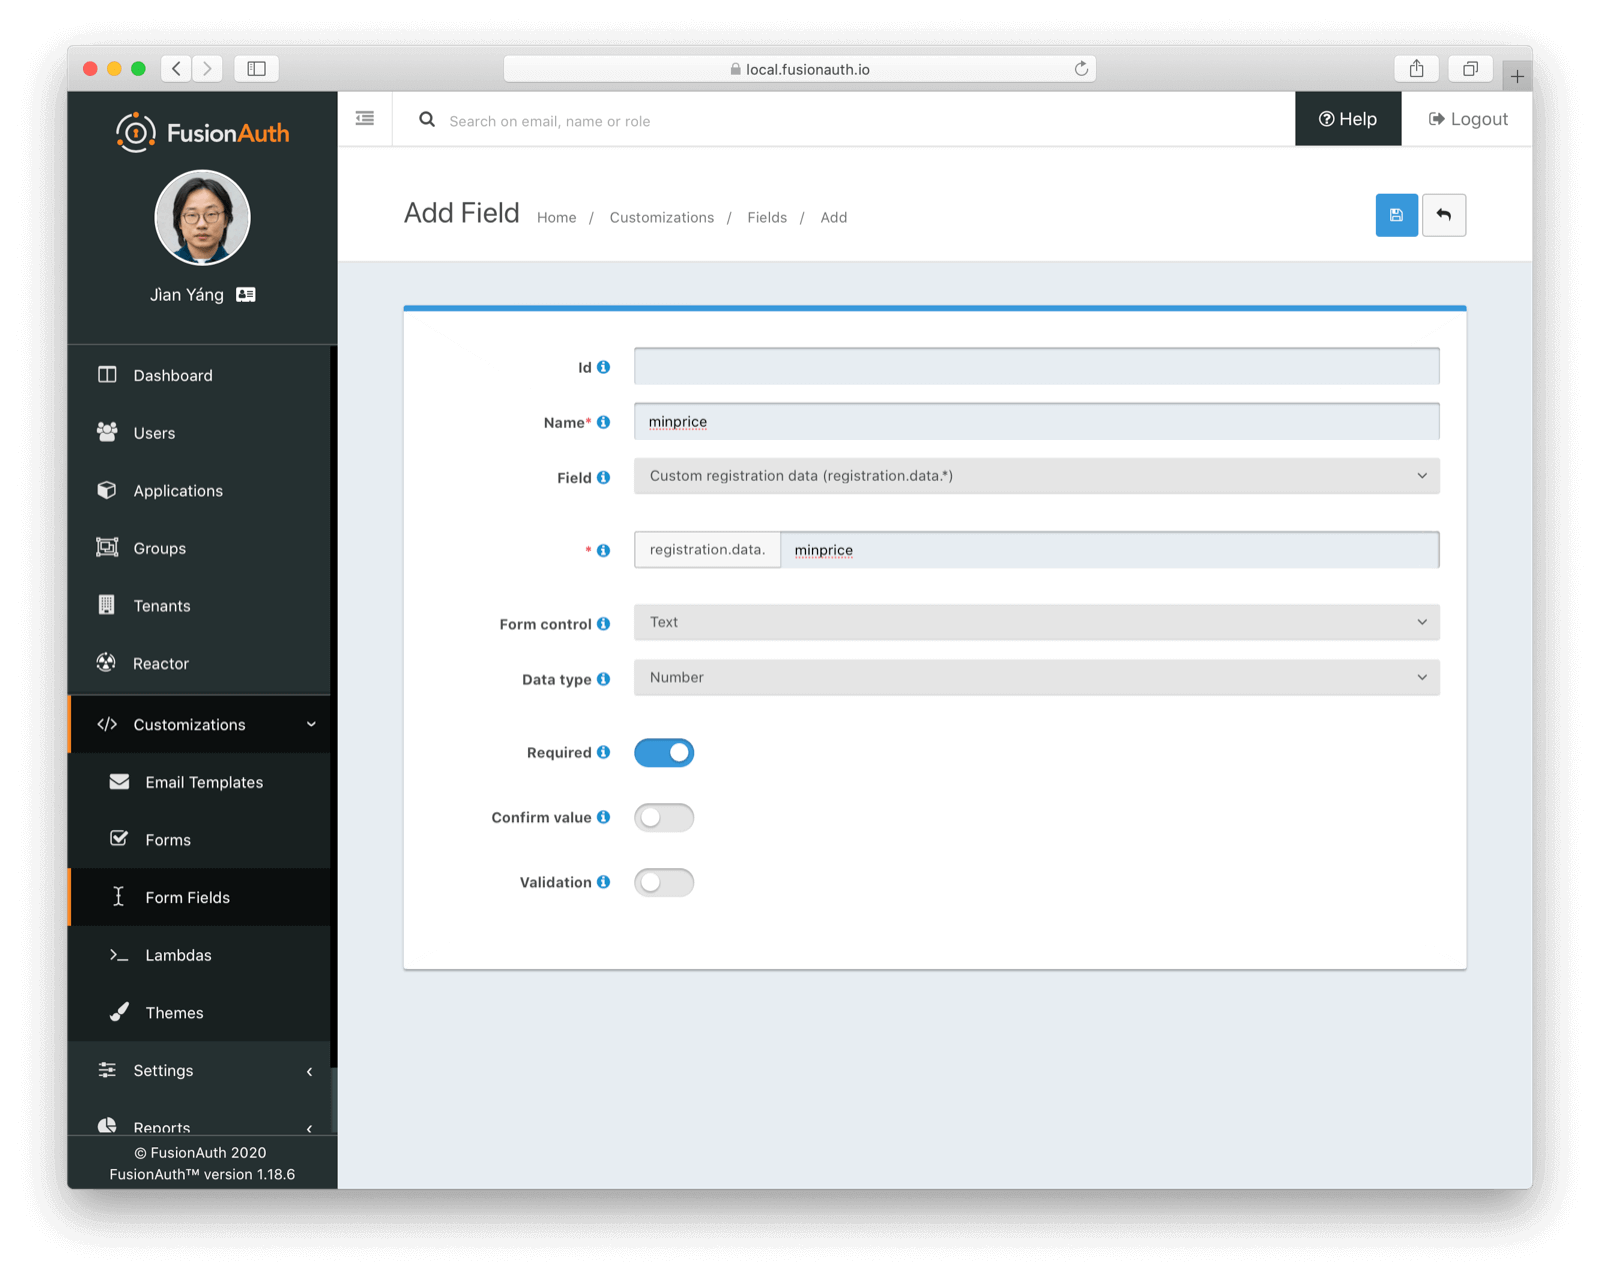 local.fusionauth.io
FusionAuth
Search on email, name or role
Help
Logout
Jìan Yáng
Add Field
Home / Customizations / Fields / Add
Dashboard
Users
Applications
Groups
Tenants
Reactor
Customizations
Email Templates
Forms
Form Fields
Lambdas
Themes
Settings
Reports
© FusionAuth 2020
FusionAuth™ version 1.18.6
Id
Name* minprice
Field Custom registration data (registration.data.*)
* registration.data. minprice
Form control Text
Data type Number
Required
Confirm value
Validation